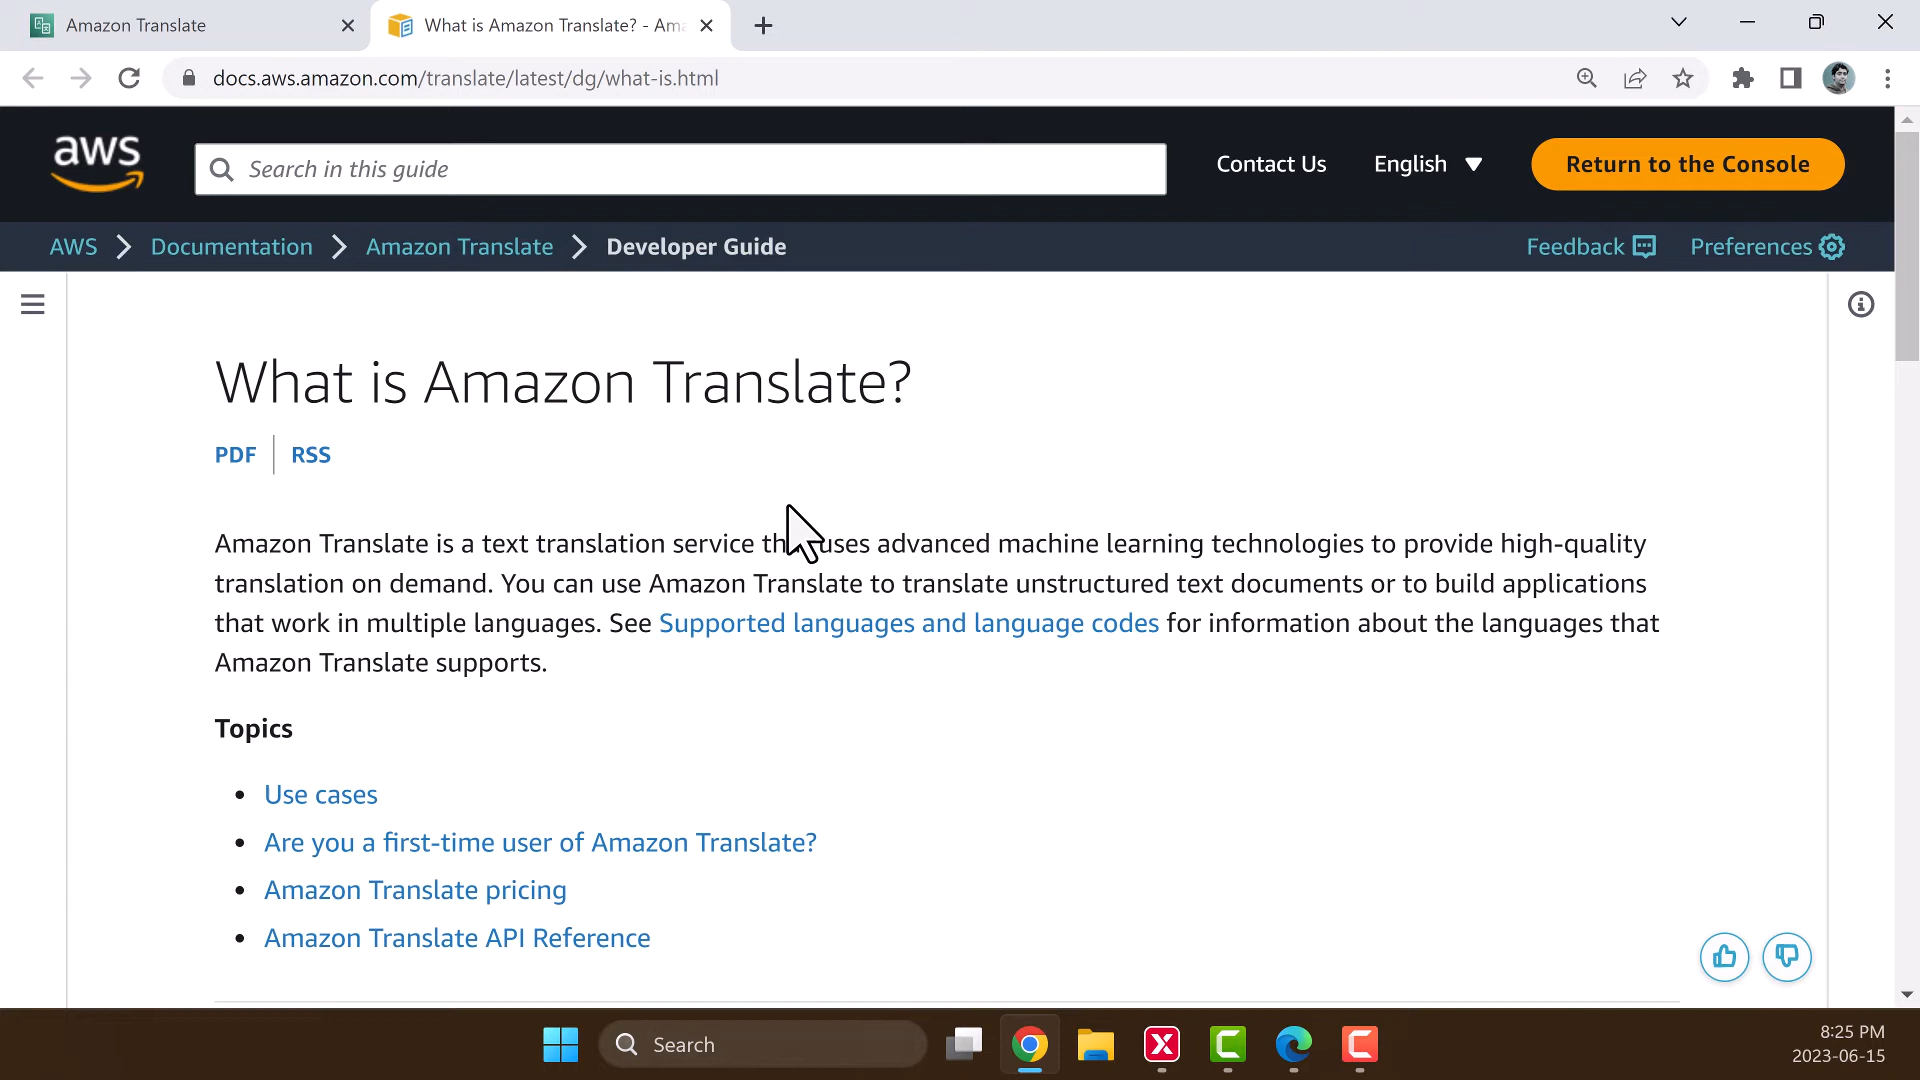 Amazon Translate
What is Amazon Translate? - Ama
docs.aws.amazon.com/translate/latest/dg/what-is.html
aws
Search in this guide
Contact Us
English
Return to the Console
AWS
Documentation
Amazon Translate
Developer Guide
Feedback
Preferences
What is Amazon Translate?
PDF
RSS
Amazon Translate is a text translation service th uses advanced machine learning technologies to provide high-quality
translation on demand. You can use Amazon Translate to translate unstructured text documents or to build applications
that work in multiple languages. See Supported languages and language codes for information about the languages that
Amazon Translate supports.
Topics
• Use cases
• Are you a first-time user of Amazon Translate?
• Amazon Translate pricing
• Amazon Translate API Reference
Search
8:25 PM
2023-06-15